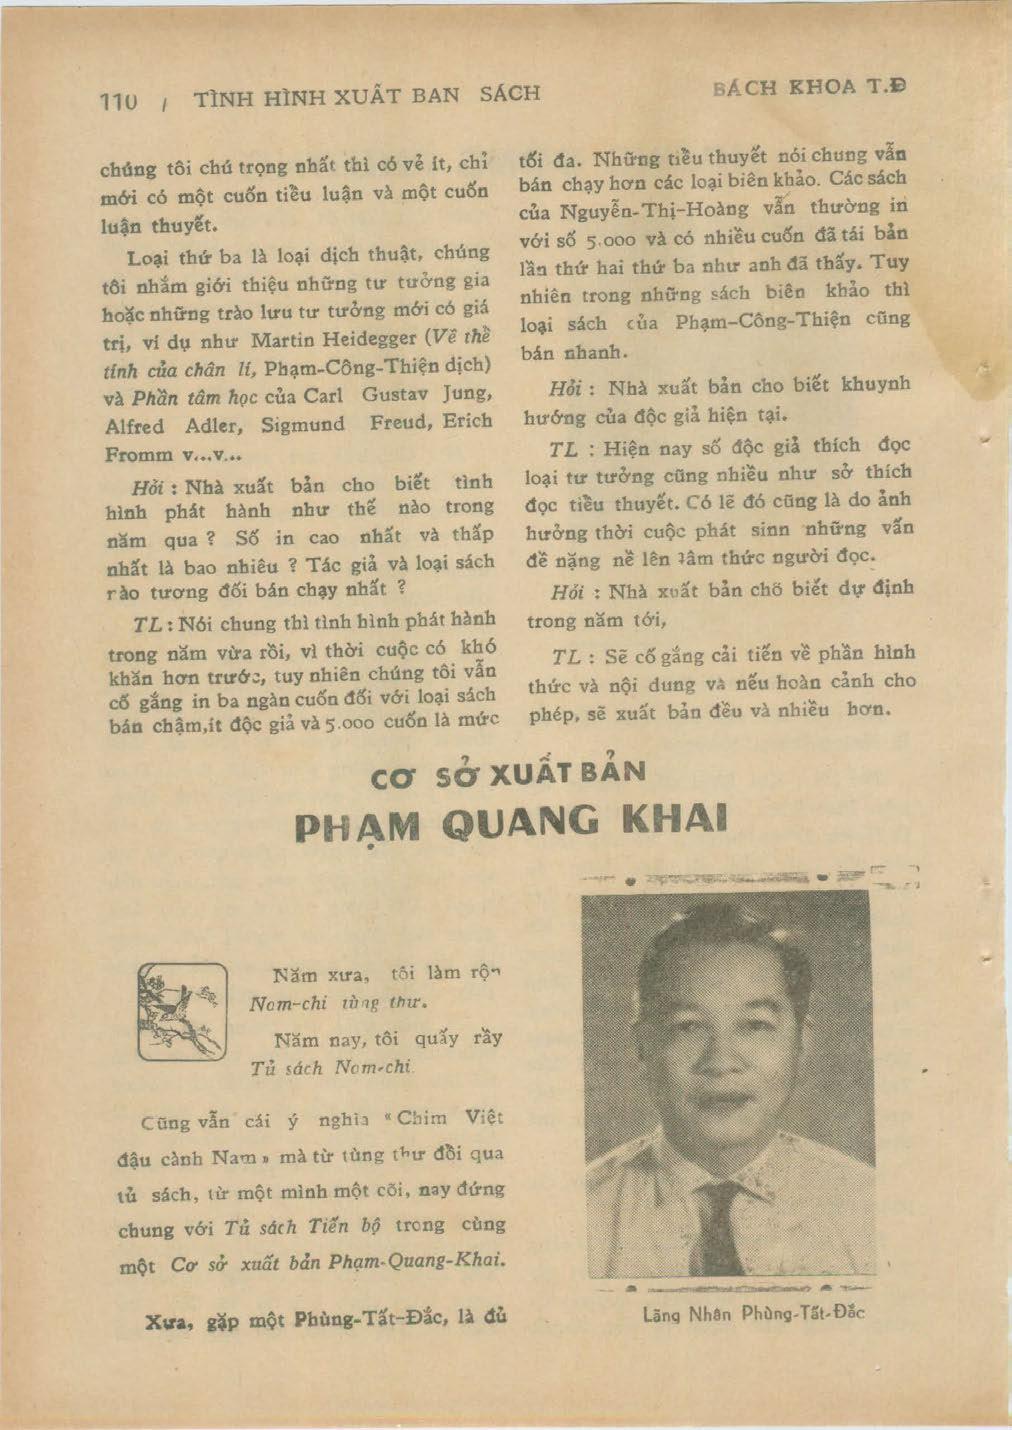 110 / TÌNH HÌNH XUẤT BAN SÁCH
BÁCH KHOA T.Đ
chúng tôi chú trọng nhất thì có vẻ ít, chỉ
mới có một cuốn tiểu luận và một cuốn
luận thuyết.
Loại thứ ba là loại dịch thuật, chúng
tôi nhắm giới thiệu những tư tưởng gia
hoặc những trào lưu tư tưởng mới có giá
trị, ví dụ như Martin Heidegger (Về thể
tính của chân lí, Phạm-Công-Thiện dịch)
và Phần tâm học của Carl Gustav Jung,
Alfred Adler, Sigmund Freud, Erich
Fromm v...v...
Hỏi : Nhà xuất bản cho biết tình
hình phát hành như thế nào trong
năm qua ? Số in cao nhất và thấp
nhất là bao nhiêu ? Tác giả và loại sách
rào tương đối bán chạy nhất ?
TL : Nói chung thì tình hình phát hành
trong năm vừa rồi, vì thời cuộc có khó
khăn hơn trước, tuy nhiên chúng tôi vẫn
cố gắng in ba ngàn cuốn đối với loại sách
bán chậm,ít độc giả và 5.000 cuốn là mức
tối đa. Những tiểu thuyết nói chung vẫn
bán chạy hơn các loại biên khảo. Các sách
của Nguyễn-Thị-Hoàng vẫn thường in
với số 5.000 và có nhiều cuốn đã tái bản
lần thứ hai thứ ba như anh đã thấy. Tuy
nhiên trong những sách biên khảo thì
loại sách của Phạm-Công-Thiện cũng
bán nhanh.
Hỏi : Nhà xuất bản cho biết khuynh
hướng của độc giả hiện tại.
TL : Hiện nay số độc giả thích đọc
loại tư tưởng cũng nhiều như sở thích
đọc tiểu thuyết. Có lẽ đó cũng là do ảnh
hưởng thời cuộc phát sinn những vấn
đề nặng nề lên tâm thức người đọc.
Hỏi : Nhà xuất bản chõ biết dự định
trong năm tới,
TL : Sẽ cố gắng cải tiến về phần hình
thức và nội dung và nếu hoàn cảnh cho
phép, sẽ xuất bản đều và nhiều hơn.
CƠ SỞ XUẤT BẢN
PHẠM QUANG KHAI
Năm xưa, tôi làm rộn
Nam-chi tùng thư.
Năm nay, tôi quấy rầy
Tủ sách Nam-chi.
Cũng vẫn cái ý nghĩa « Chim Việt
đậu cành Nam » mà từ tùng thư đổi qua
tủ sách, từ một mình một cõi, nay đứng
chung với Tủ sách Tiến bộ trong cùng
một Cơ sở xuất bản Phạm-Quang-Khai.
Xưa, gặp một Phùng-Tất-Đắc, là đủ
Lãng Nhân Phùng-Tất-Đắc